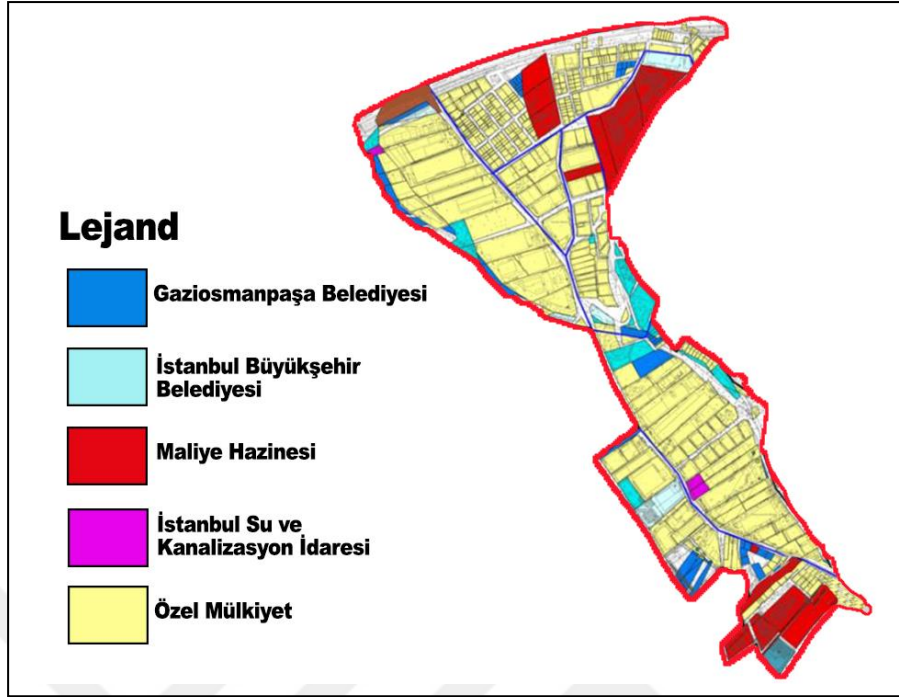 Lejand
Gaziosmanpaşa Belediyesi
İstanbul Büyükşehir
Belediyesi
Maliye Hazinesi
İstanbul Su ve
Kanalizasyon İdaresi
Özel Mülkiyet